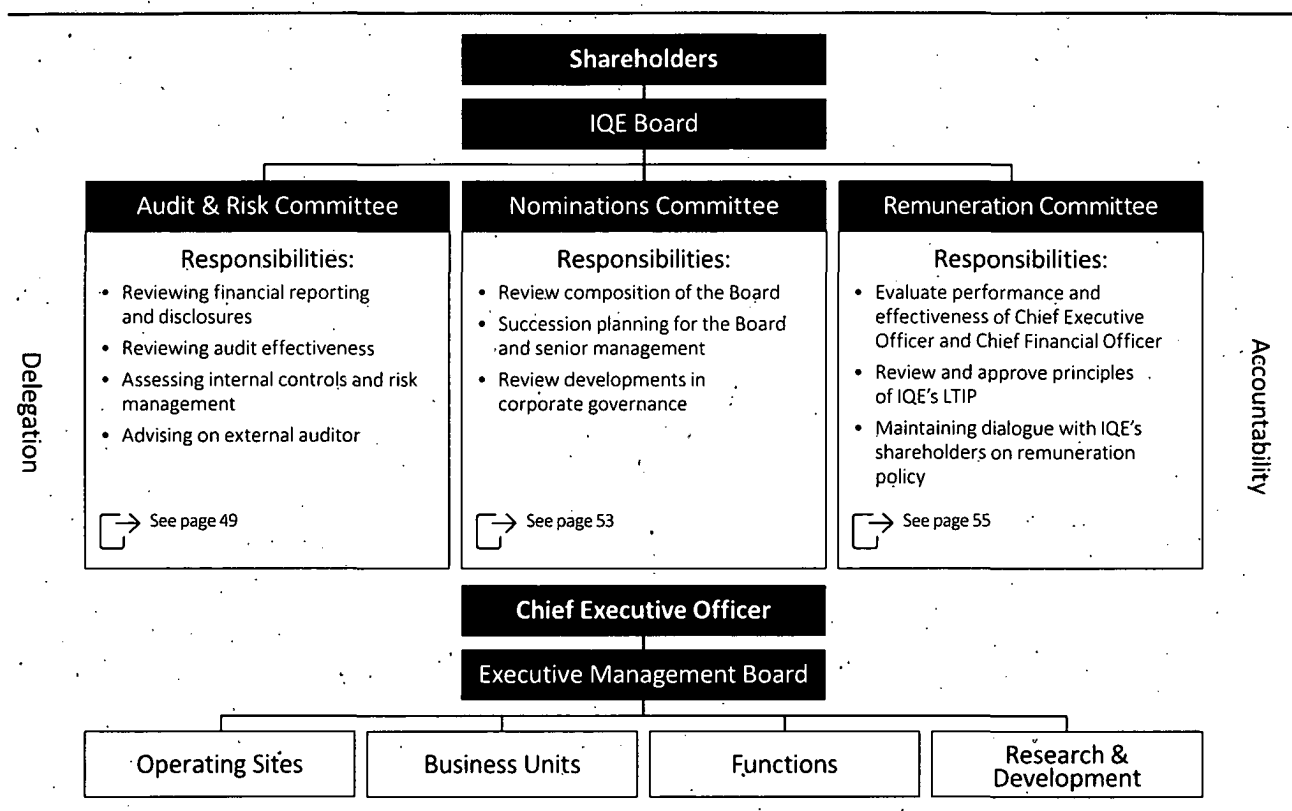 Shareholders
IQE Board
Audit & Risk Committee
Responsibilities:
• Reviewing financial reporting
and disclosures
• Reviewing audit effectiveness
• Assessing internal controls and risk
management
• Advising on external auditor
See page 49
Nominations Committee
Responsibilities:
• Review composition of the Board
• Succession planning for the Board
and senior management
• Review developments in
corporate governance
See page 53
Remuneration Committee
Responsibilities:
• Evaluate performance and
effectiveness of Chief Executive
Officer and Chief Financial Officer
• Review and approve principles
of IQE's LTIP
• Maintaining dialogue with IQE's
shareholders on remuneration
policy
See page 55
Delegation
Accountability
Chief Executive Officer
Executive Management Board
Operating Sites
Business Units
Functions
Research &
Development